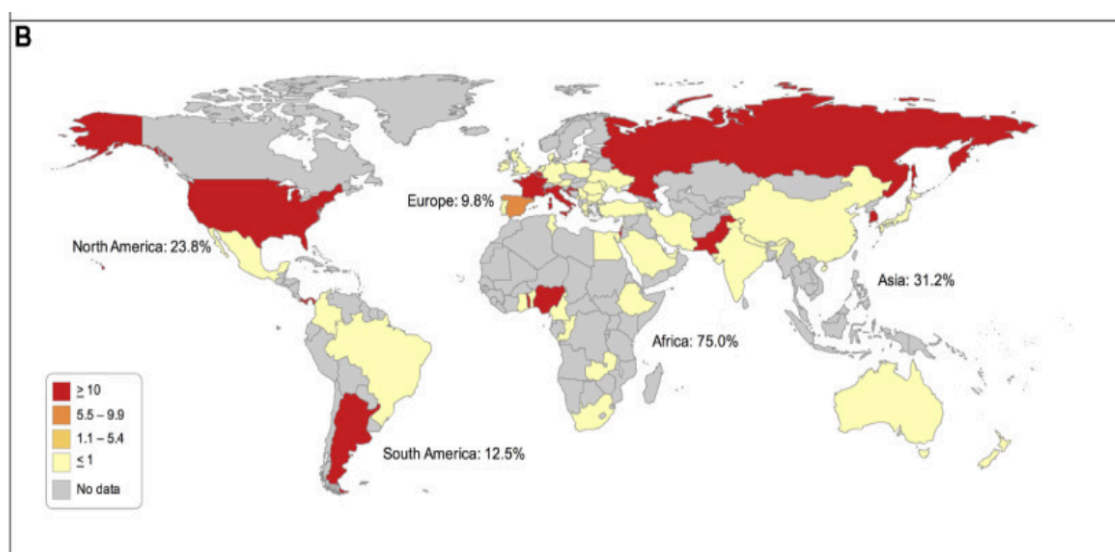 B
Europe: 9.8%
North America: 23.8%
Asia: 31.2%
Africa: 75.0%
≥ 10
5.5 – 9.9
1.1 – 5.4
≤ 1
No data
South America: 12.5%